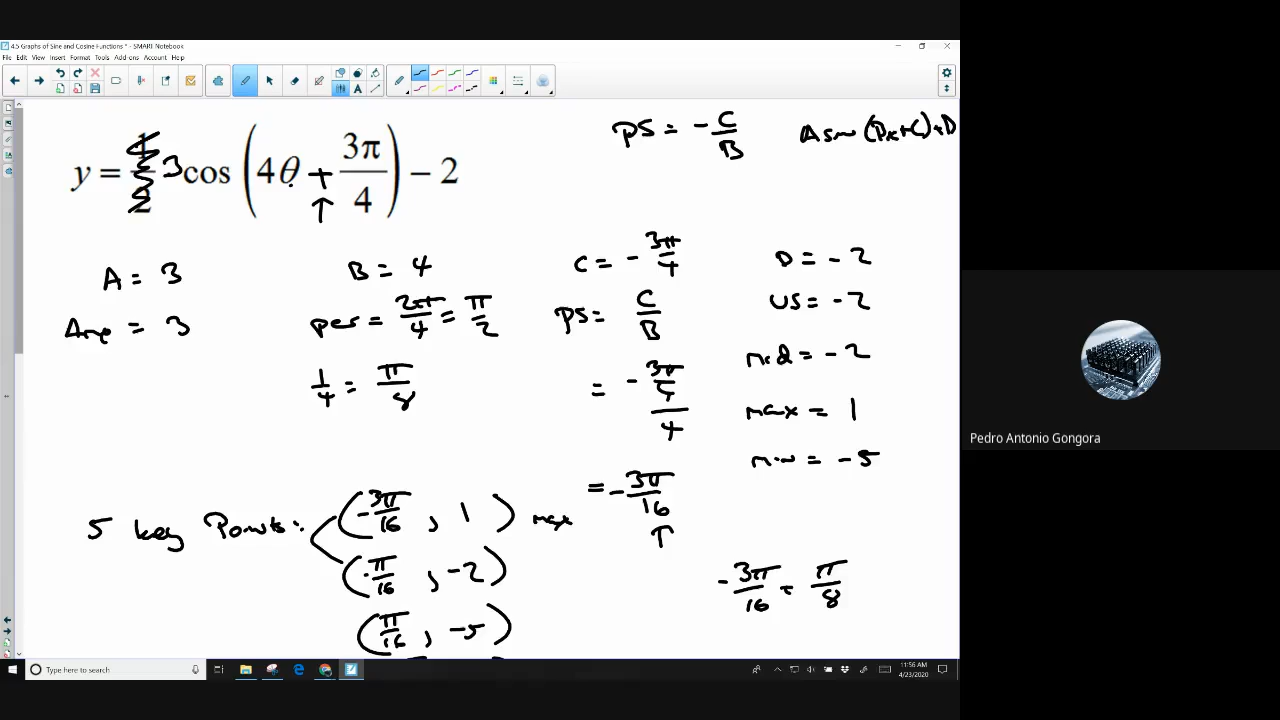 4.5 Graphs of Sine and Cosine Functions * - SMART Notebook
File Edit View Insert Format Tools Add-ons Account Help
y = 3cos (4θ + 3π/4) − 2
PS = - C/B
A sin (Bx+C)+D
A = 3
B = 4
C = - 3π/4
D = - 2
Amp = 3
per = 2π/4 = π/2
PS = C/B
VS = -2
1/4 = π/8
= - 3π/4 / 4
mid = -2
max = 1
min = -5
= - 3π/16
5 key Points:
(-3π/16 , 1) max
(-π/16 , -2)
(π/16 , -5)
- 3π/16 + π/8
Pedro Antonio Gongora
Type here to search
11:56 AM
4/23/2020